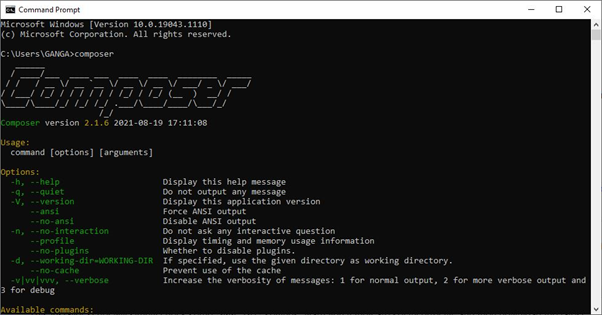 Command Prompt
Microsoft Windows [Version 10.0.19043.1110]
(c) Microsoft Corporation. All rights reserved.
C:\Users\GANGA>composer
Composer
Composer version 2.1.6 2021-08-19 17:11:08
Usage:
command [options] [arguments]
Options:
-h, --help Display this help message
-q, --quiet Do not output any message
-V, --version Display this application version
--ansi Force ANSI output
--no-ansi Disable ANSI output
-n, --no-interaction Do not ask any interactive question
--profile Display timing and memory usage information
--no-plugins Whether to disable plugins.
-d, --working-dir=WORKING-DIR If specified, use the given directory as working directory.
--no-cache Prevent use of the cache
-v|vv|vvv, --verbose Increase the verbosity of messages: 1 for normal output, 2 for more verbose output and
3 for debug
Available commands: